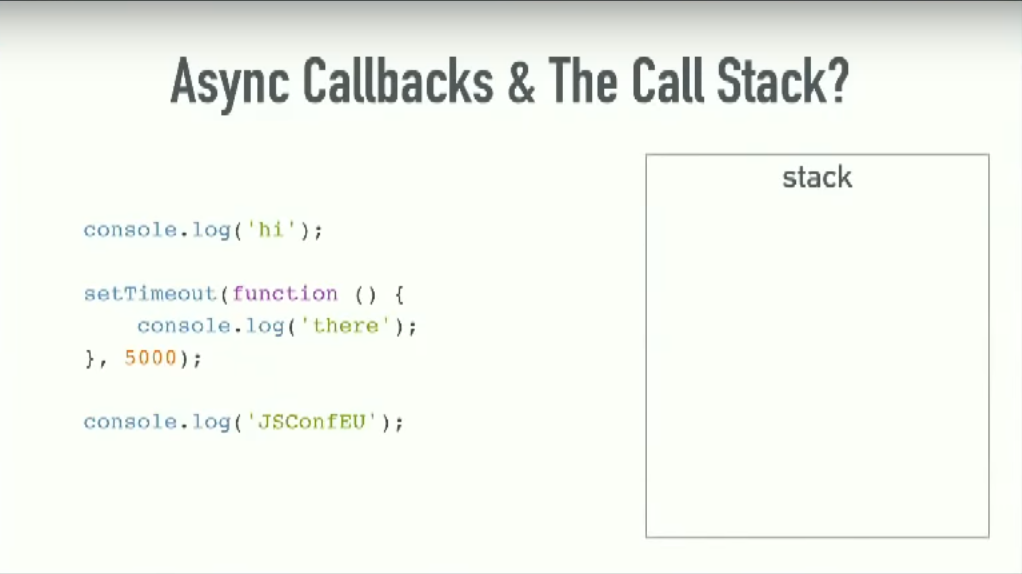 Async Callbacks & The Call Stack?
stack
console.log('hi');
setTimeout(function () {
    console.log('there');
}, 5000);
console.log('JSConfEU');